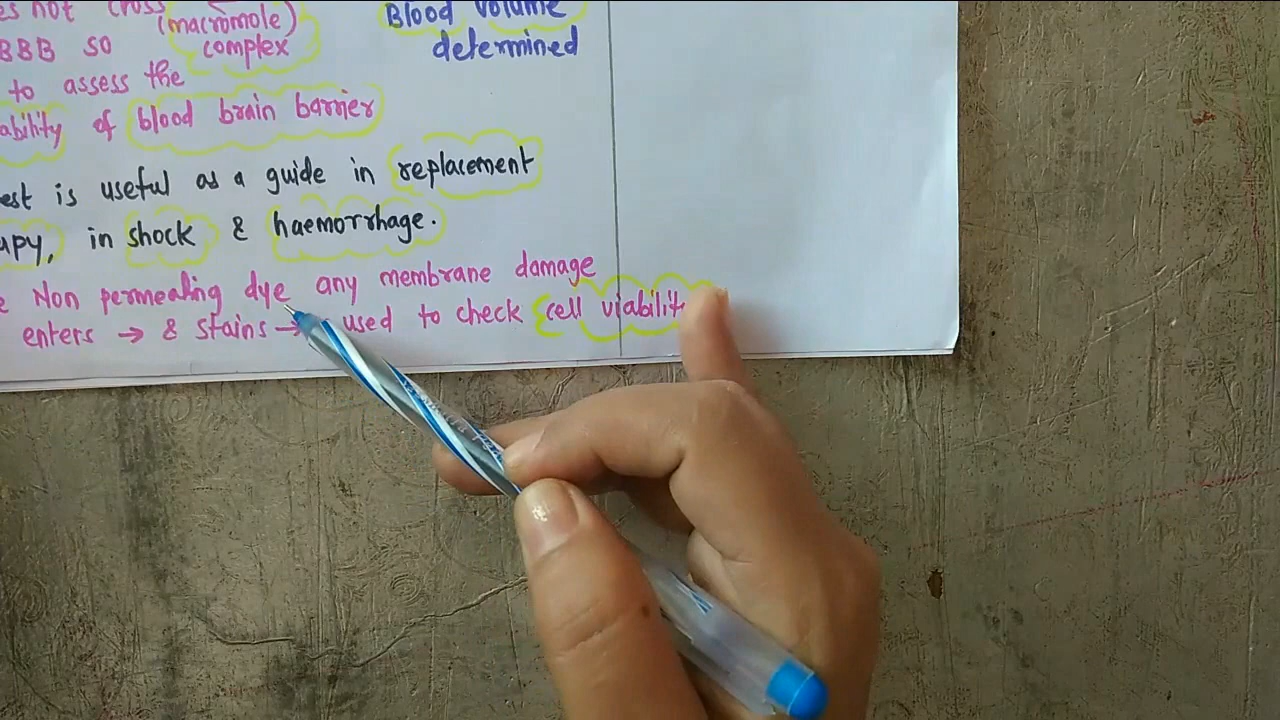 es not cross
(macromole)
Blood volume
BBB so complex
determined
to assess the
ability of blood brain barrier
est is useful as a guide in replacement
apy, in shock & haemorrhage.
e Non permeating dye any membrane damage
enters → & stains → used to check cell viabilit